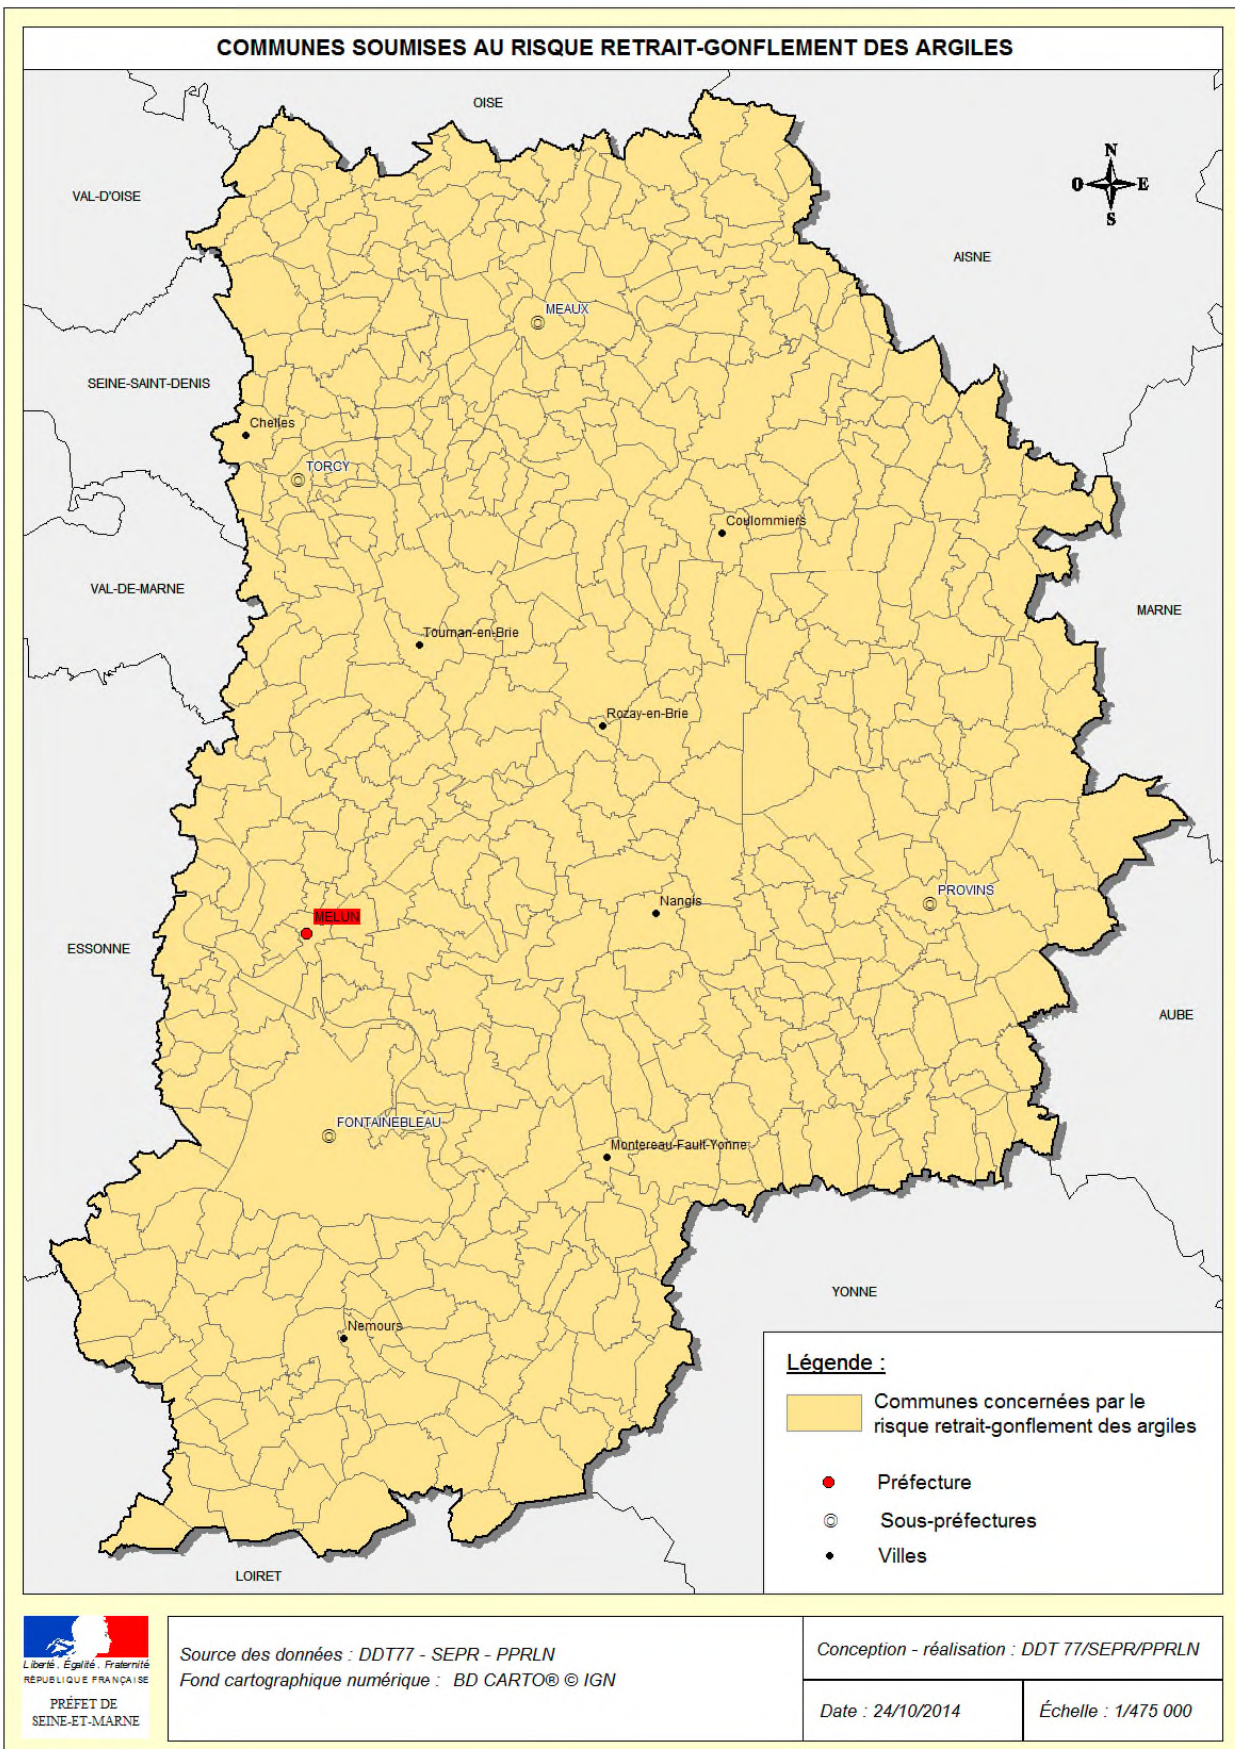 COMMUNES SOUMISES AU RISQUE RETRAIT-GONFLEMENT DES ARGILES
OISE
N
O E
S
VAL-D'OISE
AISNE
MEAUX
SEINE-SAINT-DENIS
Chelles
TORCY
Coulommiers
VAL-DE-MARNE
MARNE
Tournan-en-Brie
Rozay-en-Brie
PROVINS
Nangis
MELUN
ESSONNE
AUBE
FONTAINEBLEAU
Montereau-Fault-Yonne
YONNE
Nemours
LOIRET
Légende :
Communes concernées par le
risque retrait-gonflement des argiles
Préfecture
Sous-préfectures
Villes
Liberté . Égalité . Fraternité
RÉPUBLIQUE FRANÇAISE
PRÉFET DE
SEINE-ET-MARNE
Source des données : DDT77 - SEPR - PPRLN
Fond cartographique numérique : BD CARTO® © IGN
Conception - réalisation : DDT 77/SEPR/PPRLN
Date : 24/10/2014
Échelle : 1/475 000